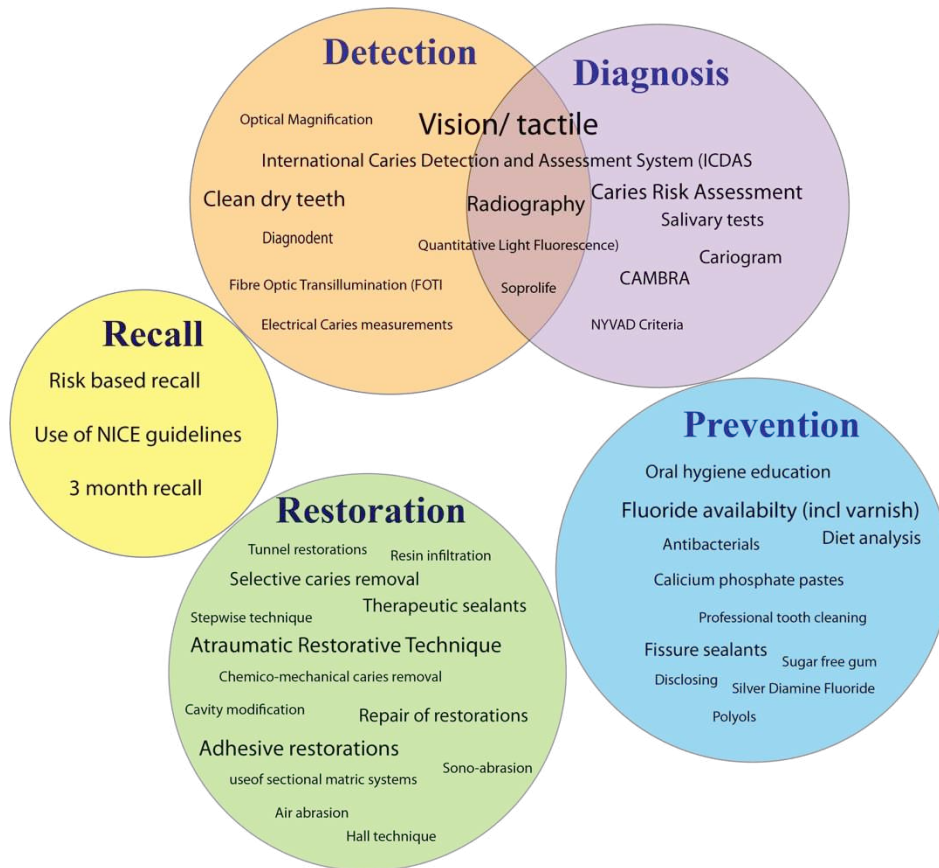 Detection
Diagnosis
Optical Magnification
Vision/ tactile
International Caries Detection and Assessment System (ICDAS
Clean dry teeth
Radiography
Caries Risk Assessment
Salivary tests
Diagnodent
Quantitative Light Fluorescence)
Cariogram
Fibre Optic Transillumination (FOTI
Soprolife
CAMBRA
Electrical Caries measurements
NYVAD Criteria
Recall
Risk based recall
Use of NICE guidelines
3 month recall
Prevention
Oral hygiene education
Fluoride availabilty (incl varnish)
Antibacterials
Diet analysis
Calicium phosphate pastes
Professional tooth cleaning
Fissure sealants
Sugar free gum
Disclosing
Silver Diamine Fluoride
Polyols
Restoration
Tunnel restorations
Resin infiltration
Selective caries removal
Therapeutic sealants
Stepwise technique
Atraumatic Restorative Technique
Chemico-mechanical caries removal
Cavity modification
Repair of restorations
Adhesive restorations
Sono-abrasion
useof sectional matric systems
Air abrasion
Hall technique